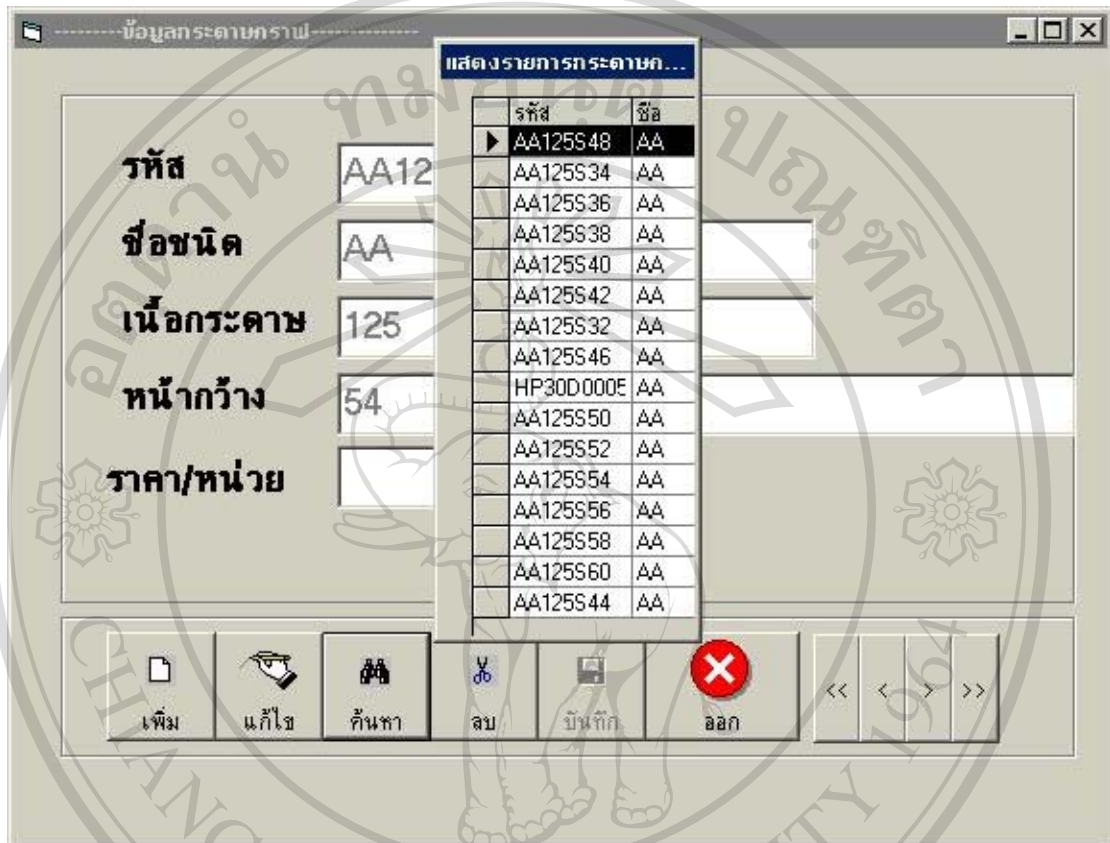 ---------ข้อมูลกระดาษกราฟ---------------
แสดงรายการกระดาษก...
รหัส ชื่อ
AA125S48 AA
AA125S34 AA
AA125S36 AA
AA125S38 AA
AA125S40 AA
AA125S42 AA
AA125S32 AA
AA125S46 AA
HP30D0005 AA
AA125S50 AA
AA125S52 AA
AA125S54 AA
AA125S56 AA
AA125S58 AA
AA125S60 AA
AA125S44 AA
รหัส AA12
ชื่อชนิด AA
เนื้อกระดาษ 125
หน้ากว้าง 54
ราคา/หน่วย
เพิ่ม แก้ไข ค้นหา ลบ บันทึก ออก << < > >>